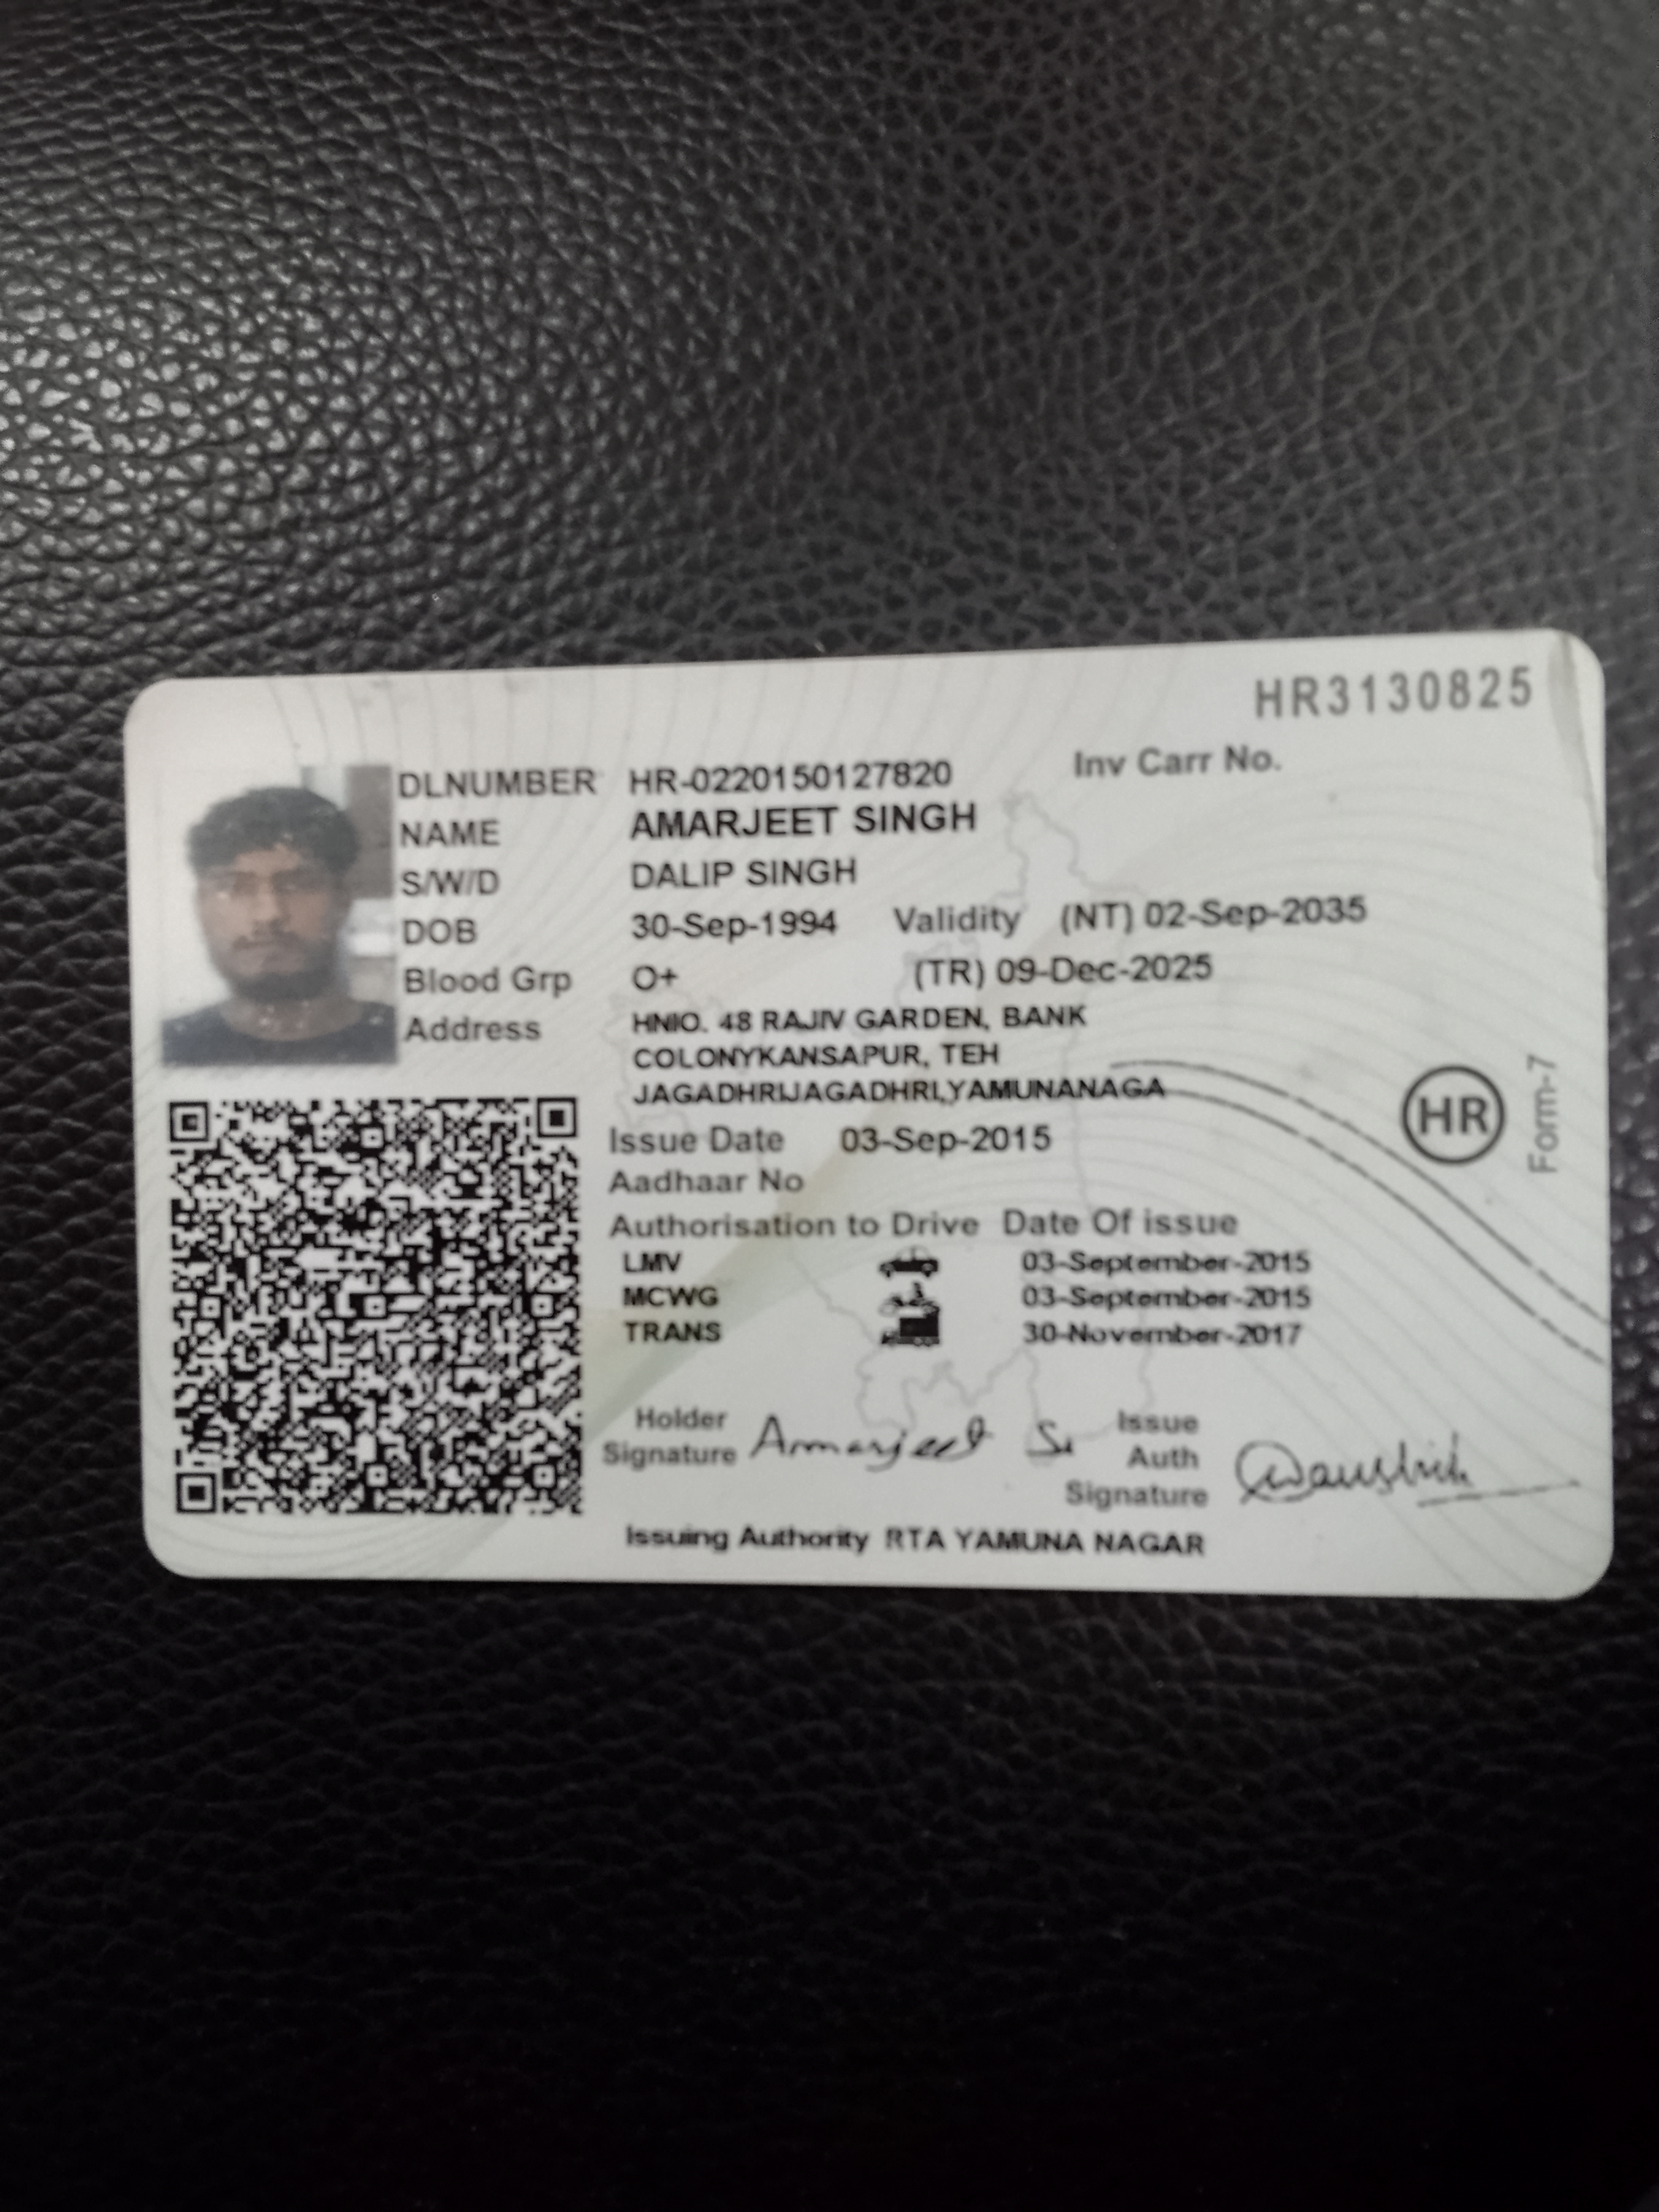 HR3130825
DLNUMBER HR-0220150127820 Inv Carr No.
NAME AMARJEET SINGH
S/W/D DALIP SINGH
DOB 30-Sep-1994 Validity (NT) 02-Sep-2035
Blood Grp O+ (TR) 09-Dec-2025
Address HNIO. 48 RAJIV GARDEN, BANK
COLONYKANSAPUR, TEH
JAGADHRIJAGADHRI,YAMUNANAGA
HR
Form-7
Issue Date 03-Sep-2015
Aadhaar No
Authorisation to Drive Date Of issue
LMV 03-September-2015
MCWG 03-September-2015
TRANS 30-November-2017
Holder Signature Amarjeet
Issue Auth Signature
Issuing Authority RTA YAMUNA NAGAR